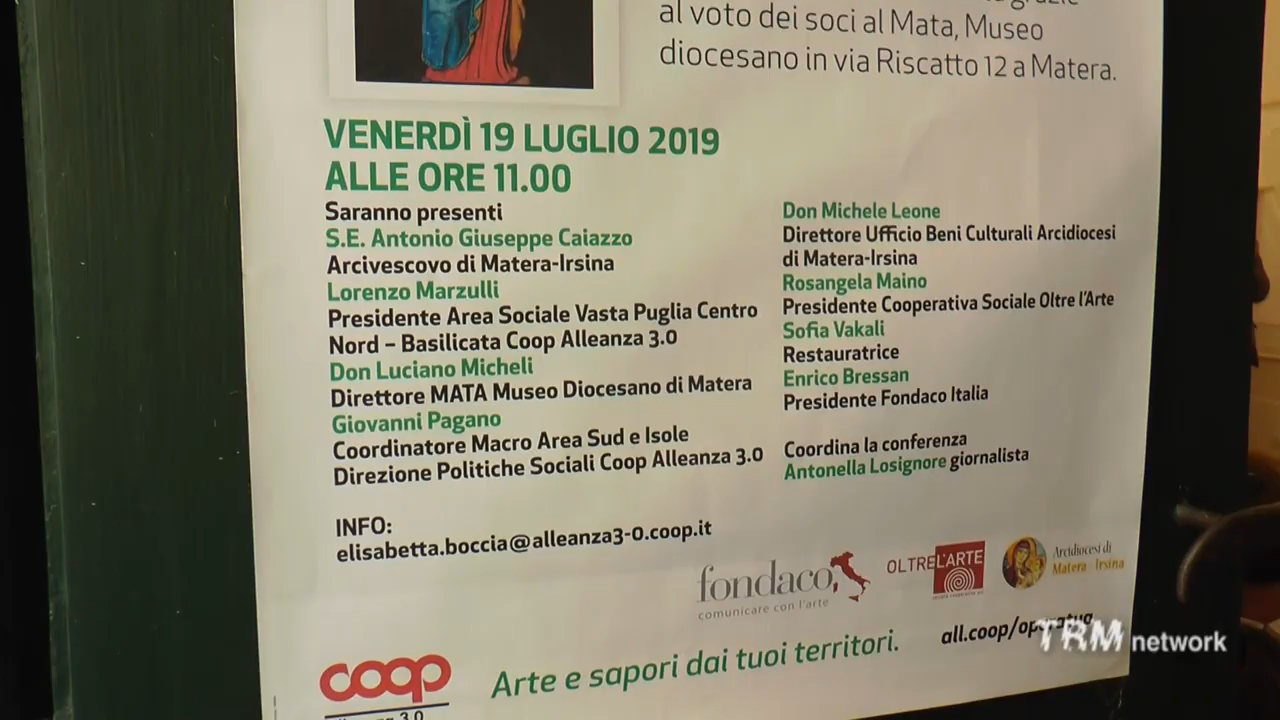 al voto dei soci al Mata, Museo
diocesano in via Riscatto 12 a Matera.
VENERDÌ 19 LUGLIO 2019
ALLE ORE 11.00
Saranno presenti
S.E. Antonio Giuseppe Caiazzo
Arcivescovo di Matera-Irsina
Lorenzo Marzulli
Presidente Area Sociale Vasta Puglia Centro
Nord – Basilicata Coop Alleanza 3.0
Don Luciano Micheli
Direttore MATA Museo Diocesano di Matera
Giovanni Pagano
Coordinatore Macro Area Sud e Isole
Direzione Politiche Sociali Coop Alleanza 3.0
Don Michele Leone
Direttore Ufficio Beni Culturali Arcidiocesi
di Matera-Irsina
Rosangela Maino
Presidente Cooperativa Sociale Oltre l'Arte
Sofia Vakali
Restauratrice
Enrico Bressan
Presidente Fondaco Italia
Coordina la conferenza
Antonella Losignore giornalista
INFO:
elisabetta.boccia@alleanza3-0.coop.it
fondaco
comunicare con l'arte
OLTRE L'ARTE
Arcidiocesi di
Matera Irsina
coop
3.0
Arte e sapori dai tuoi territori.
TRM network